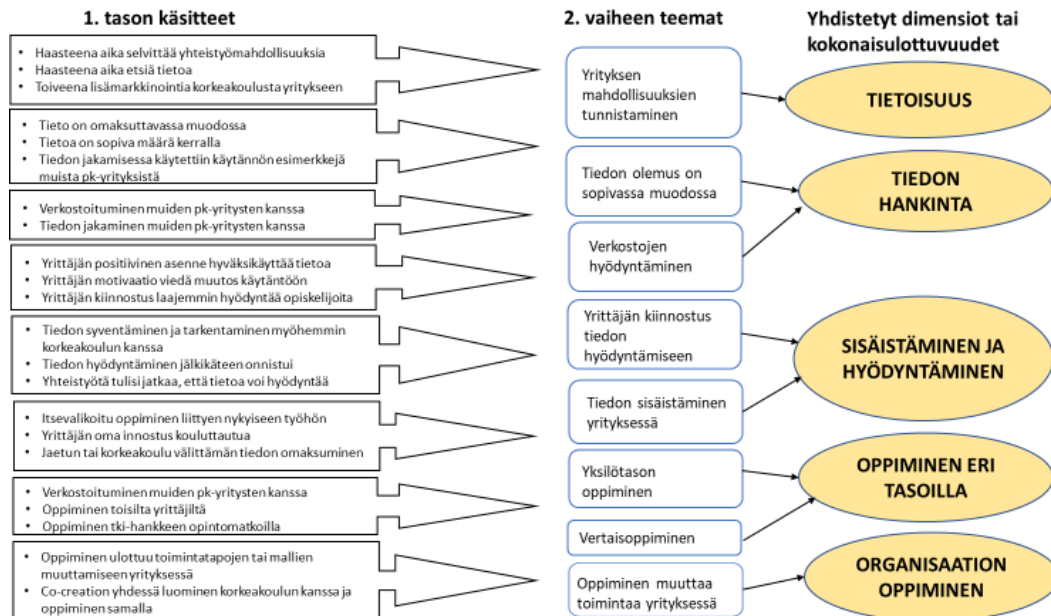 1. tason käsitteet
2. vaiheen teemat
Yhdistetyt dimensiot tai
kokonaisulottuvuudet
• Haasteena aika selvittää yhteistyömahdollisuuksia
• Haasteena aika etsiä tietoa
• Toiveena lisämarkkinointia korkeakoulusta yritykseen
Yrityksen
mahdollisuuksien
tunnistaminen
TIETOISUUS
• Tieto on omaksuttavassa muodossa
• Tietoa on sopiva määrä kerralla
• Tiedon jakamisessa käytettiin käytännön esimerkkejä
muista pk-yrityksistä
Tiedon olemus on
sopivassa muodossa
TIEDON
HANKINTA
• Verkostoituminen muiden pk-yritysten kanssa
• Tiedon jakaminen muiden pk-yritysten kanssa
Verkostojen
hyödyntäminen
• Yrittäjän positiivinen asenne hyväksikäyttää tietoa
• Yrittäjän motivaatio viedä muutos käytäntöön
• Yrittäjän kiinnostus laajemmin hyödyntää opiskelijoita
Yrittäjän kiinnostus
tiedon
hyödyntämiseen
SISÄISTÄMINEN JA
HYÖDYNTÄMINEN
• Tiedon syventäminen ja tarkentaminen myöhemmin
korkeakoulun kanssa
• Tiedon hyödyntäminen jälkikäteen onnistui
• Yhteistyötä tulisi jatkaa, että tietoa voi hyödyntää
Tiedon sisäistäminen
yrityksessä
• Itsevalikoitu oppiminen liittyen nykyiseen työhön
• Yrittäjän oma innostus kouluttautua
• Jaetun tai korkeakoulu välittämän tiedon omaksuminen
Yksilötason
oppiminen
OPPIMINEN ERI
TASOILLA
• Verkostoituminen muiden pk-yritysten kanssa
• Oppiminen toisilta yrittäjiltä
• Oppiminen tki-hankkeen opintomatkoilla
Vertaisoppiminen
• Oppiminen ulottuu toimintatapojen tai mallien
muuttamiseen yrityksessä
• Co-creation yhdessä luominen korkeakoulun kanssa ja
oppiminen samalla
Oppiminen muuttaa
toimintaa yrityksessä
ORGANISAATION
OPPIMINEN